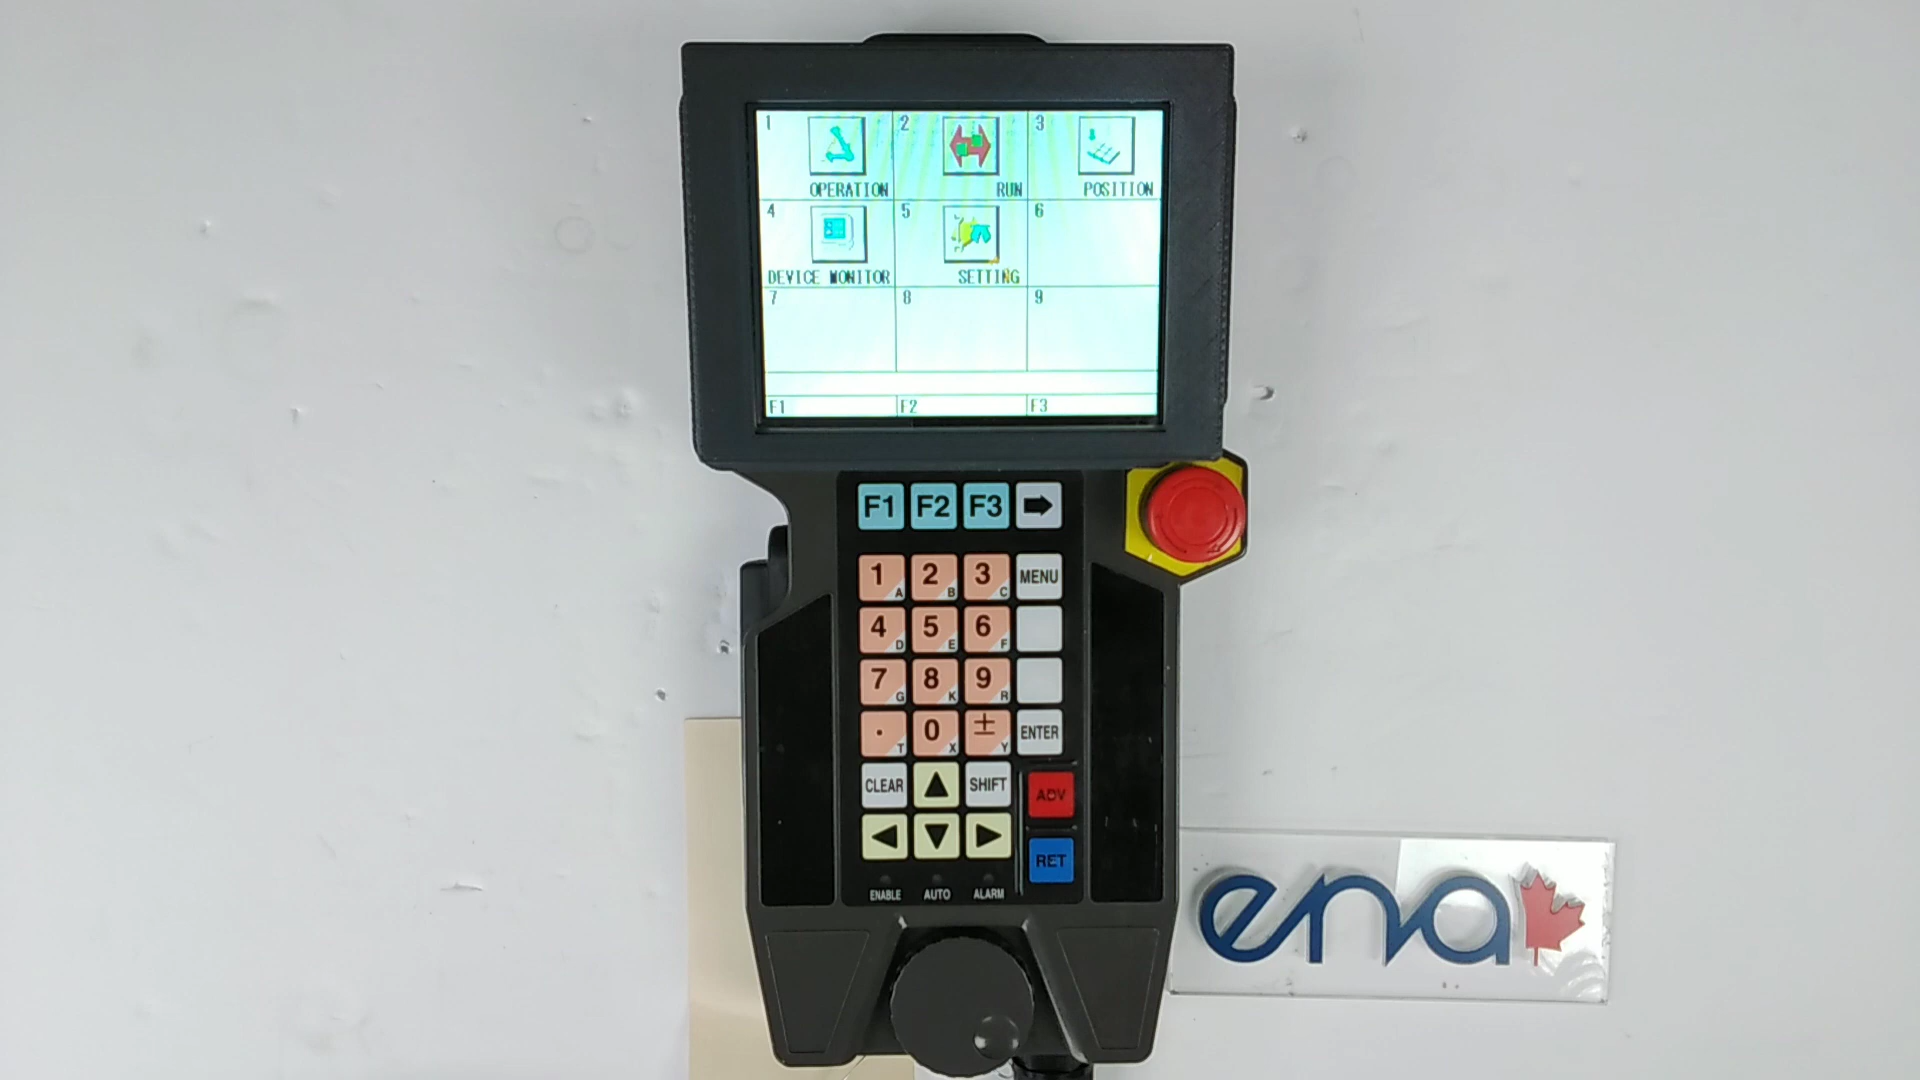 1 2 3
OPERATION RUN POSITION
4 5 6
DEVICE MONITOR SETTING
7 8 9
F1 F2 F3
F1 F2 F3
1 A 2 B 3 C MENU
4 D 5 E 6 F
7 G 8 K 9 R
. T 0 X ± Y ENTER
CLEAR SHIFT ADV
RET
ENABLE AUTO ALARM
ena